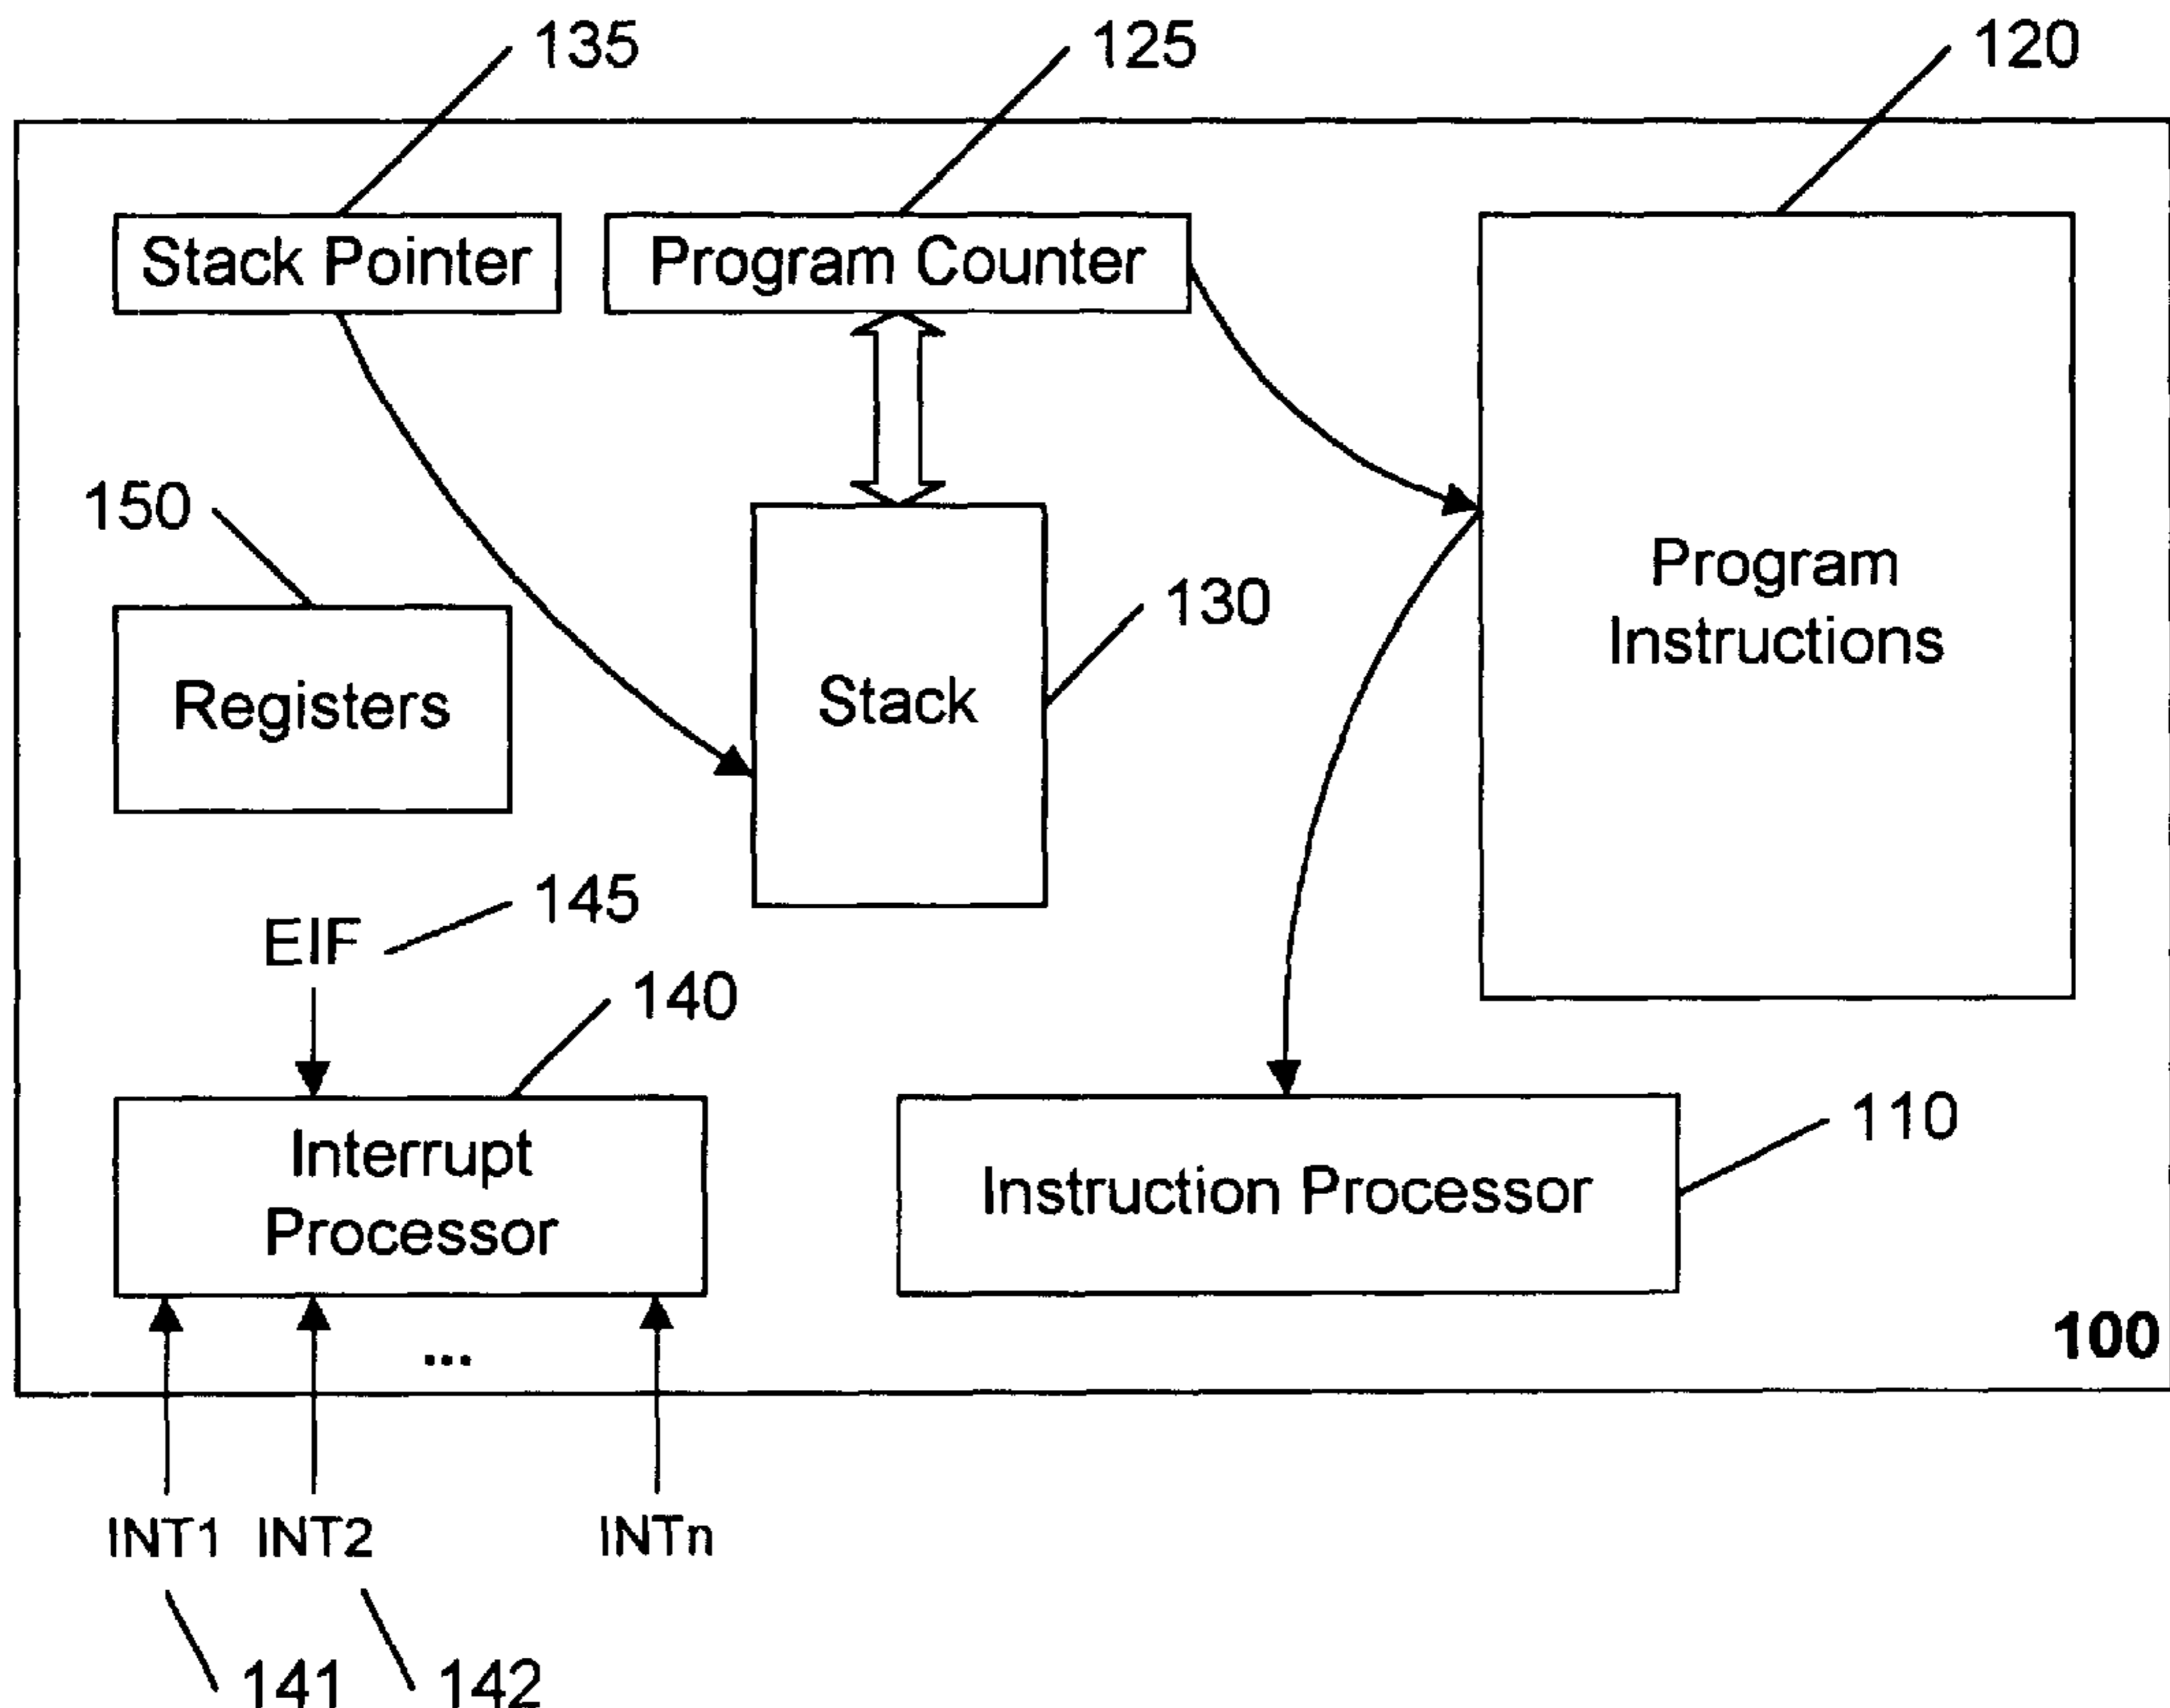 135
125
120
Stack Pointer
Program Counter
150
130
Program
Instructions
Registers
Stack
145
EIF
140
110
Interrupt
Processor
Instruction Processor
100
...
INT1
INT2
INTn
141
142